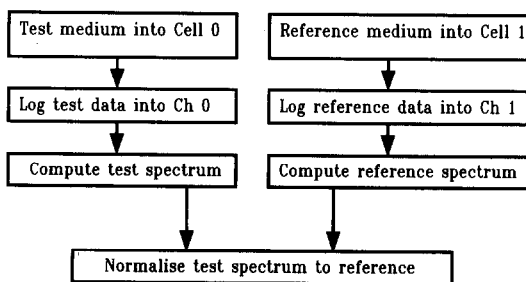 Test medium into Cell 0
Reference medium into Cell 1
Log test data into Ch 0
Log reference data into Ch 1
Compute test spectrum
Compute reference spectrum
Normalise test spectrum to reference